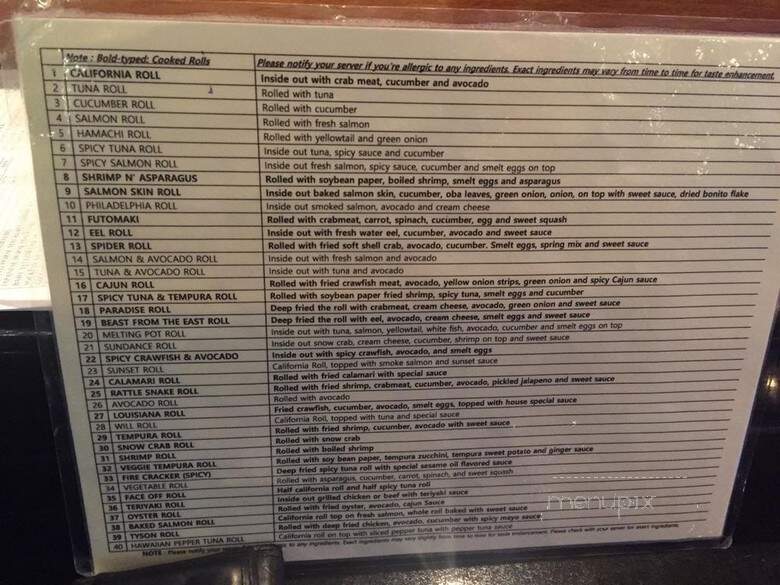 Note : Bold-typed: Cooked Rolls Please notify your server if you're allergic to any ingredients. Exact ingredients may vary from time to time for taste enhancement.
1 CALIFORNIA ROLL Inside out with crab meat, cucumber and avocado
2 TUNA ROLL Rolled with tuna
3 CUCUMBER ROLL Rolled with cucumber
4 SALMON ROLL Rolled with fresh salmon
5 HAMACHI ROLL Rolled with yellowtail and green onion
6 SPICY TUNA ROLL Inside out tuna, spicy sauce and cucumber
7 SPICY SALMON ROLL Inside out fresh salmon, spicy sauce, cucumber and smelt eggs on top
8 SHRIMP N' ASPARAGUS Rolled with soybean paper, boiled shrimp, smelt eggs and asparagus
9 SALMON SKIN ROLL Inside out baked salmon skin, cucumber, oba leaves, green onion, onion, on top with sweet sauce, dried bonito flake
10 PHILADELPHIA ROLL Inside out smoked salmon, avocado and cream cheese
11 FUTOMAKI Rolled with crabmeat, carrot, spinach, cucumber, egg and sweet squash
12 EEL ROLL Inside out with fresh water eel, cucumber, avocado and sweet sauce
13 SPIDER ROLL Rolled with fried soft shell crab, avocado, cucumber. Smelt eggs, spring mix and sweet sauce
14 SALMON & AVOCADO ROLL Inside out with fresh salmon and avocado
15 TUNA & AVOCADO ROLL Inside out with tuna and avocado
16 CAJUN ROLL Rolled with fried crawfish meat, avocado, yellow onion strips, green onion and spicy Cajun sauce
17 SPICY TUNA & TEMPURA ROLL Rolled with soybean paper fried shrimp, spicy tuna, smelt eggs and cucumber
18 PARADISE ROLL Deep fried the roll with crabmeat, cream cheese, avocado, green onion and sweet sauce
19 BEAST FROM THE EAST ROLL Deep fried the roll with eel, avocado, cream cheese, smelt eggs and sweet sauce
20 MELTING POT ROLL Inside out with tuna, salmon, yellowtail, white fish, avocado, cucumber and smelt eggs on top
21 SUNDANCE ROLL Inside out snow crab, cream cheese, cucumber, shrimp on top and sweet sauce
22 SPICY CRAWFISH & AVOCADO Inside out with spicy crawfish, avocado, and smelt eggs
23 SUNSET ROLL California Roll, topped with smoke salmon and sunset sauce
24 CALAMARI ROLL Rolled with fried calamari with special sauce
25 RATTLE SNAKE ROLL Rolled with fried shrimp, crabmeat, cucumber, avocado, pickled jalapeno and sweet sauce
26 AVOCADO ROLL Rolled with avocado
27 LOUISIANA ROLL Fried crawfish, cucumber, avocado, smelt eggs, topped with house special sauce
28 WILL ROLL California Roll, topped with tuna and special sauce
29 TEMPURA ROLL Rolled with fried shrimp, cucumber, avocado with sweet sauce
30 SNOW CRAB ROLL Rolled with snow crab
31 SHRIMP ROLL Rolled with boiled shrimp
32 VEGGIE TEMPURA ROLL Rolled with soy bean paper, tempura zucchini, tempura sweet potato and ginger sauce
33 FIRE CRACKER (SPICY) Deep fried spicy tuna roll with special sesame oil flavored sauce
34 VEGETABLE ROLL Rolled with asparagus, cucumber, carrot, spinach, and sweet squash
35 FACE OFF ROLL Half california roll and half spicy tuna roll
36 TERIYAKI ROLL Inside out grilled chicken or beef with teriyaki sauce
37 OYSTER ROLL Rolled with fried oyster, avocado, cajun Sauce
38 BAKED SALMON ROLL California roll top on fresh salmon, whole roll baked with sweet sauce
39 TYSON ROLL Rolled with deep fried chicken, avocado, cucumber with spicy mayo sauce
40 HAWAIIAN PEPPER TUNA ROLL California roll on top with sliced pepper tuna with pepper tuna sauce
NOTE : Please notify your to any ingredients. Exact ingredients may vary slightly from time to time for taste enhancement. Please check with your server for exact ingredients.
menupix